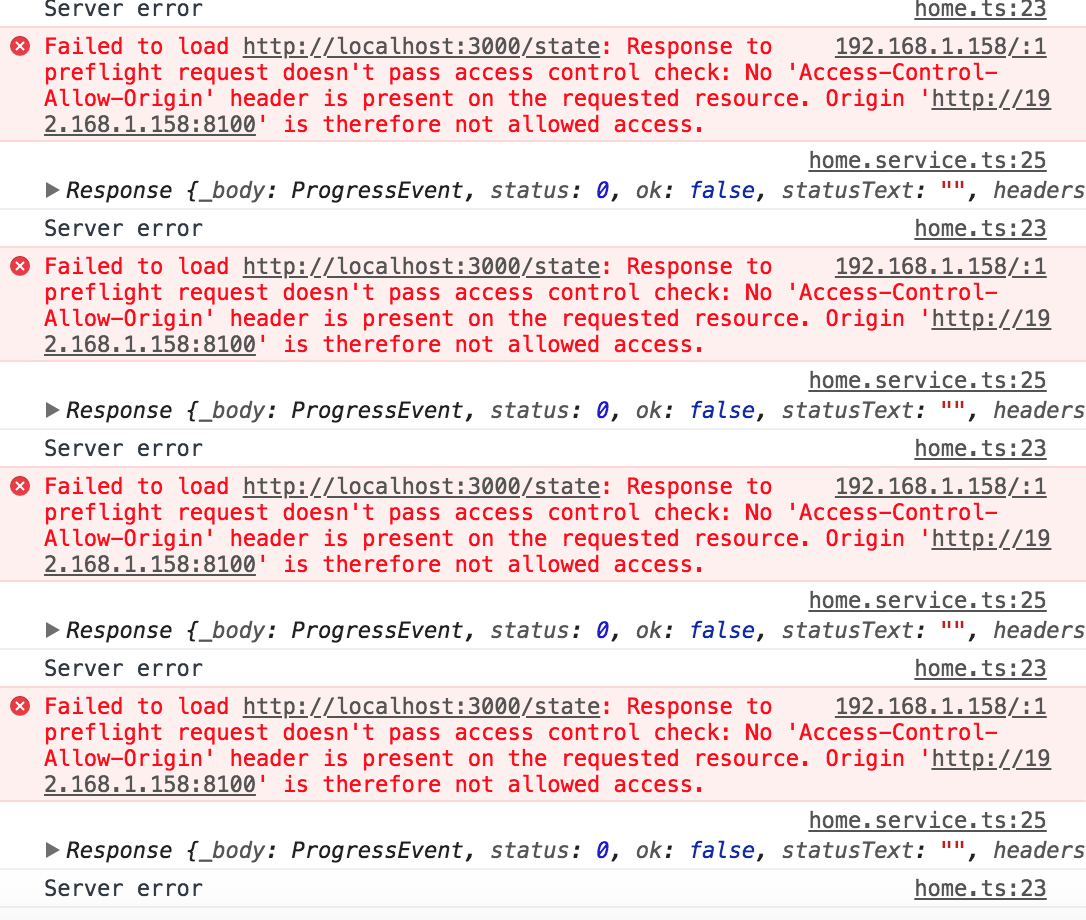 Server error home.ts:23
Failed to load http://localhost:3000/state: Response to 192.168.1.158/:1
preflight request doesn't pass access control check: No 'Access-Control-
Allow-Origin' header is present on the requested resource. Origin 'http://19
2.168.1.158:8100' is therefore not allowed access.
home.service.ts:25
Response {_body: ProgressEvent, status: 0, ok: false, statusText: "", headers
Server error home.ts:23
Failed to load http://localhost:3000/state: Response to 192.168.1.158/:1
preflight request doesn't pass access control check: No 'Access-Control-
Allow-Origin' header is present on the requested resource. Origin 'http://19
2.168.1.158:8100' is therefore not allowed access.
home.service.ts:25
Response {_body: ProgressEvent, status: 0, ok: false, statusText: "", headers
Server error home.ts:23
Failed to load http://localhost:3000/state: Response to 192.168.1.158/:1
preflight request doesn't pass access control check: No 'Access-Control-
Allow-Origin' header is present on the requested resource. Origin 'http://19
2.168.1.158:8100' is therefore not allowed access.
home.service.ts:25
Response {_body: ProgressEvent, status: 0, ok: false, statusText: "", headers
Server error home.ts:23
Failed to load http://localhost:3000/state: Response to 192.168.1.158/:1
preflight request doesn't pass access control check: No 'Access-Control-
Allow-Origin' header is present on the requested resource. Origin 'http://19
2.168.1.158:8100' is therefore not allowed access.
home.service.ts:25
Response {_body: ProgressEvent, status: 0, ok: false, statusText: "", headers
Server error home.ts:23